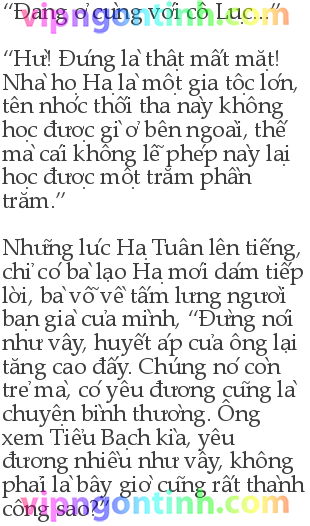 “Đang ở cùng với cô Lục...”
“Hừ! Đúng là thật mất mặt!
Nhà họ Hạ là một gia tộc lớn,
tên nhóc thối tha này không
học được gì ở bên ngoài, thế
mà cái không lễ phép này lại
học được một trăm phần
trăm.”
Những lúc Hạ Tuân lên tiếng,
chỉ có bà lạo Hạ mới dám tiếp
lời, bà vỗ về tấm lưng người
bạn già của mình, “Đừng nói
như vây, huyết áp của ông lại
tăng cao đấy. Chúng nó còn
trẻ mà, có yêu đương cũng là
chuyện bình thường. Ông
xem Tiểu Bạch kìa, yêu
đương nhiều như vây, không
phải là bây giờ cũng rất thành
công sao?”
vipngontinh.com
vipngontinh.com